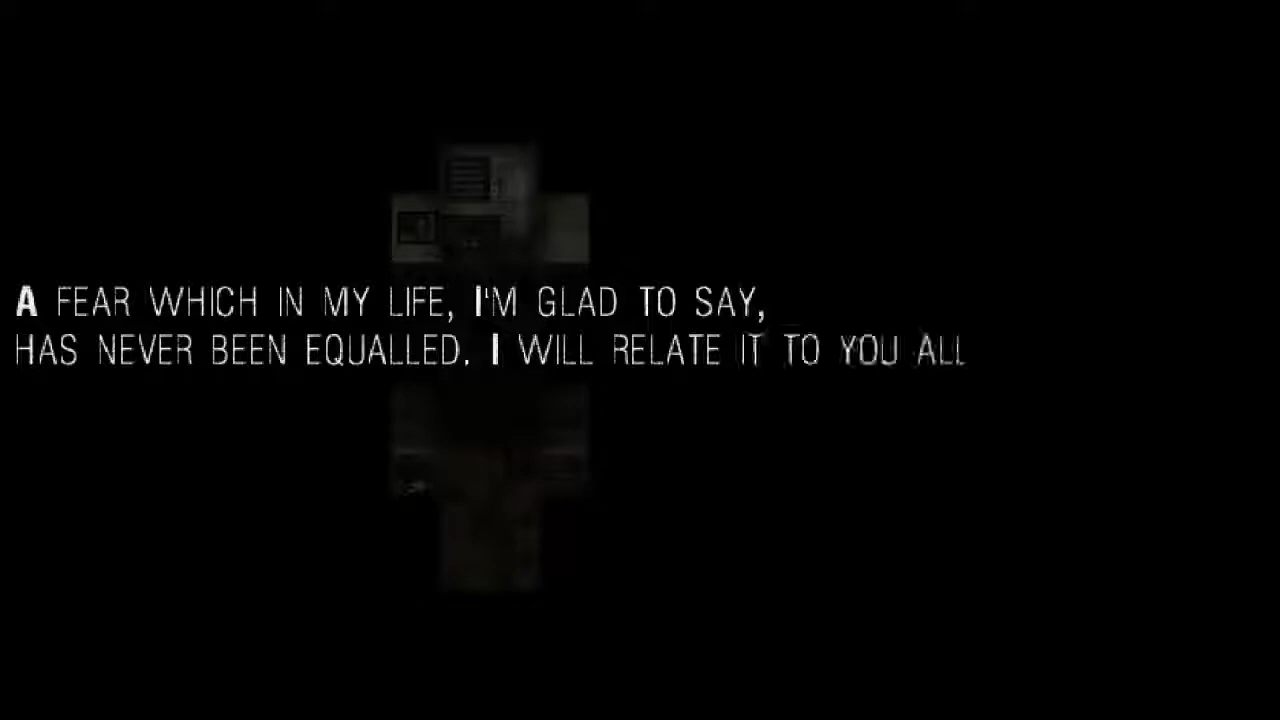 A FEAR WHICH IN MY LIFE, I'M GLAD TO SAY,
HAS NEVER BEEN EQUALLED. I WILL RELATE IT TO YOU ALL